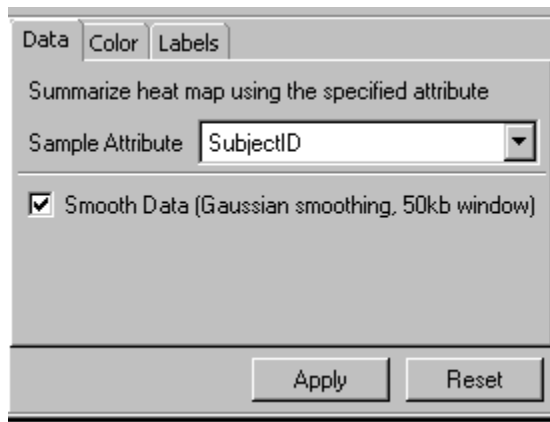 Data Color Labels
Summarize heat map using the specified attribute
Sample Attribute SubjectID
Smooth Data (Gaussian smoothing, 50kb window)
Apply Reset